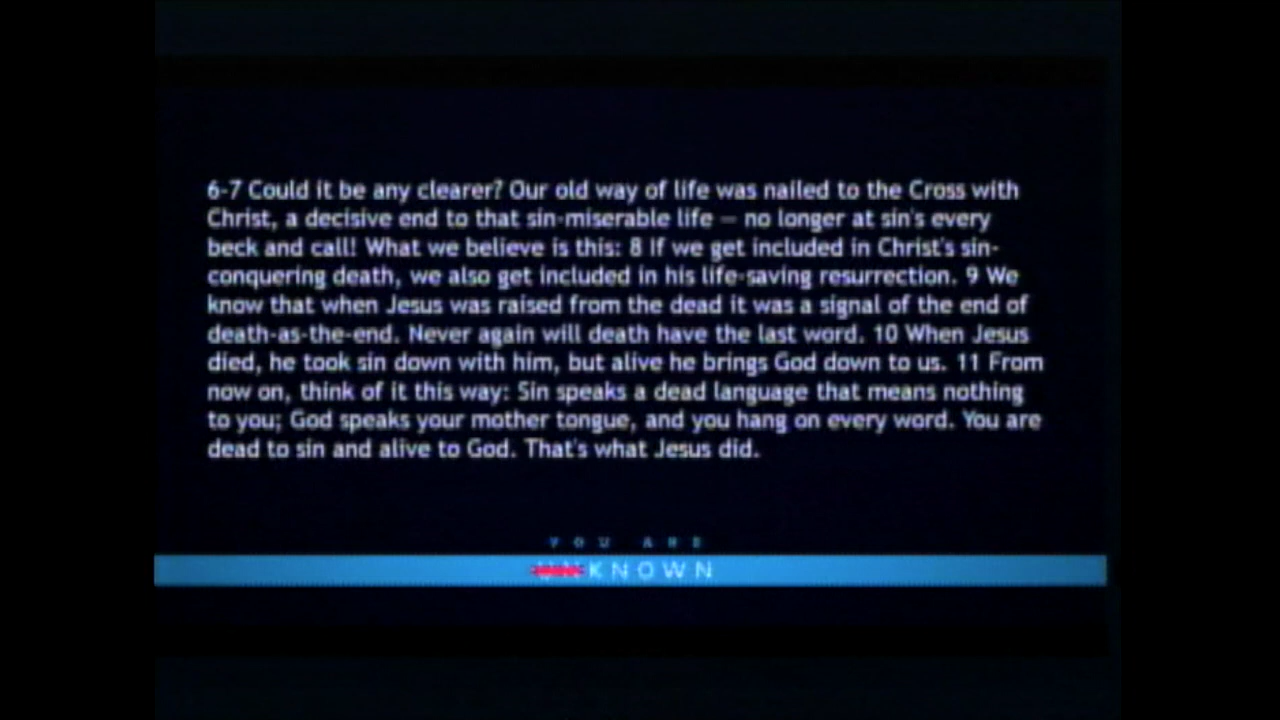 6-7 Could it be any clearer? Our old way of life was nailed to the Cross with
Christ, a decisive end to that sin-miserable life — no longer at sin's every
beck and call! What we believe is this: 8 If we get included in Christ's sin-
conquering death, we also get included in his life-saving resurrection. 9 We
know that when Jesus was raised from the dead it was a signal of the end of
death-as-the-end. Never again will death have the last word. 10 When Jesus
died, he took sin down with him, but alive he brings God down to us. 11 From
now on, think of it this way: Sin speaks a dead language that means nothing
to you; God speaks your mother tongue, and you hang on every word. You are
dead to sin and alive to God. That's what Jesus did.
YOU ARE
KNOWN